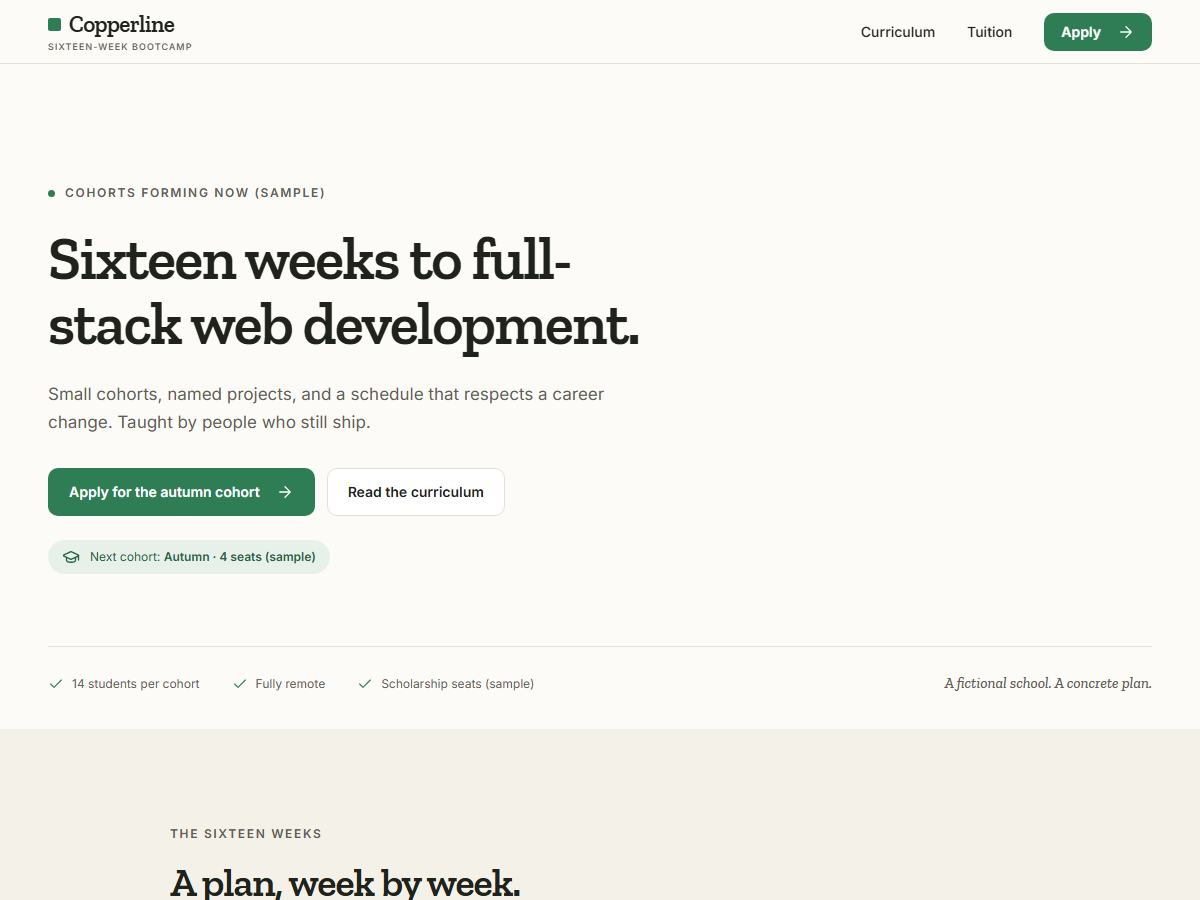 Copperline
SIXTEEN-WEEK BOOTCAMP
Curriculum
Tuition
Apply
COHORTS FORMING NOW (SAMPLE)
Sixteen weeks to full-
stack web development.
Small cohorts, named projects, and a schedule that respects a career
change. Taught by people who still ship.
Apply for the autumn cohort
Read the curriculum
Next cohort: Autumn · 4 seats (sample)
14 students per cohort
Fully remote
Scholarship seats (sample)
A fictional school. A concrete plan.
THE SIXTEEN WEEKS
A plan, week by week.